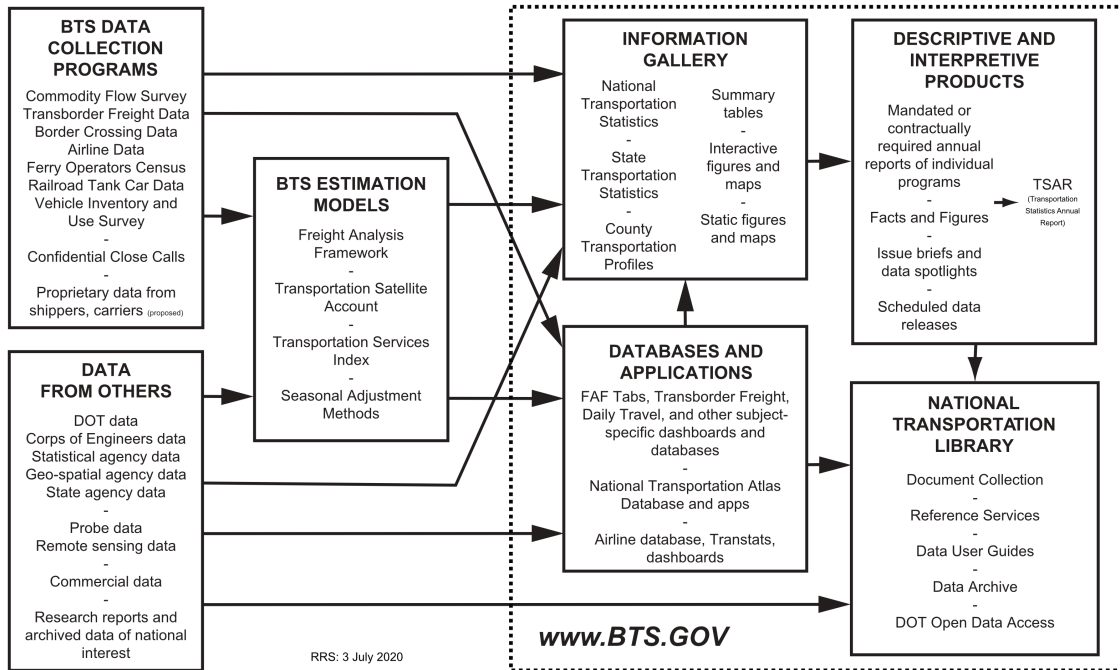 BTS DATA
COLLECTION
PROGRAMS
Commodity Flow Survey
Transborder Freight Data
Border Crossing Data
Airline Data
Ferry Operators Census
Railroad Tank Car Data
Vehicle Inventory and
Use Survey
-
Confidential Close Calls
-
Proprietary data from
shippers, carriers (proposed)
DATA
FROM OTHERS
DOT data
Corps of Engineers data
Statistical agency data
Geo-spatial agency data
State agency data
-
Probe data
Remote sensing data
-
Commercial data
-
Research reports and
archived data of national
interest
BTS ESTIMATION
MODELS
Freight Analysis
Framework
-
Transportation Satellite
Account
-
Transportation Services
Index
-
Seasonal Adjustment
Methods
RRS: 3 July 2020
INFORMATION
GALLERY
National
Transportation
Statistics
-
State
Transportation
Statistics
-
County
Transportation
Profiles
Summary
tables
-
Interactive
figures and
maps
-
Static figures
and maps
DATABASES AND
APPLICATIONS
FAF Tabs, Transborder Freight,
Daily Travel, and other subject-
specific dashboards and
databases
-
National Transportation Atlas
Database and apps
-
Airline database, Transtats,
dashboards
www.BTS.GOV
DESCRIPTIVE AND
INTERPRETIVE
PRODUCTS
Mandated or
contractually
required annual
reports of individual
programs
-
Facts and Figures
-
Issue briefs and
data spotlights
-
Scheduled data
releases
TSAR
(Transportation
Statistics Annual
Report)
NATIONAL
TRANSPORTATION
LIBRARY
Document Collection
-
Reference Services
-
Data User Guides
-
Data Archive
-
DOT Open Data Access